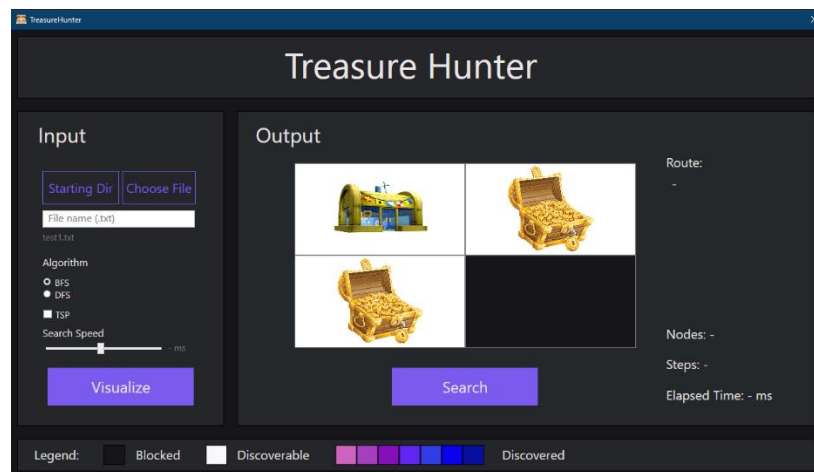 TreasureHunter
Treasure Hunter
Input
Starting Dir
Choose File
File name (.txt)
test1.txt
Algorithm
BFS
DFS
TSP
Search Speed
- ms
Visualize
Output
Search
Route:
-
Nodes: -
Steps: -
Elapsed Time: - ms
Legend:
Blocked
Discoverable
Discovered